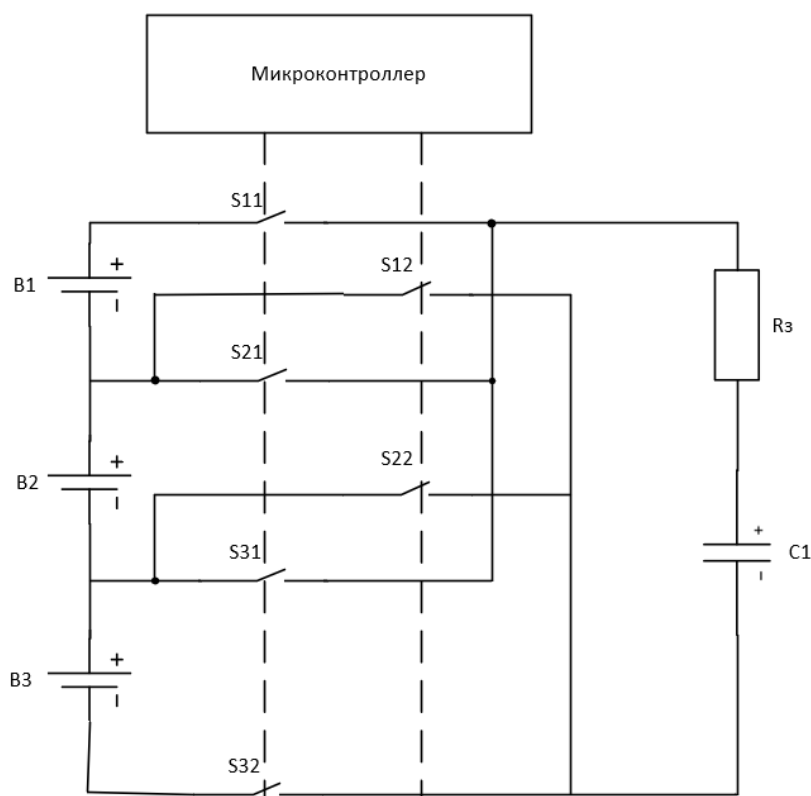 Микроконтроллер
S11
S12
+
B1
–
Rз
S21
S22
+
B2
–
+
C1
–
S31
+
B3
–
S32